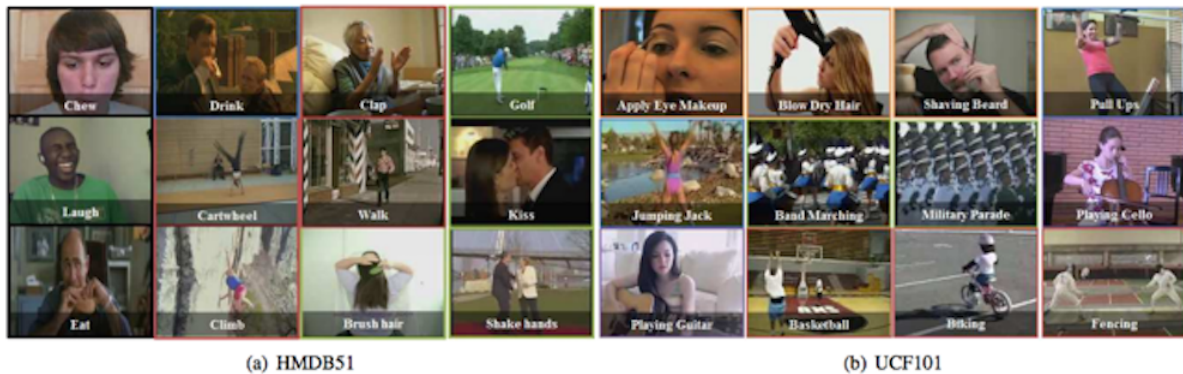 Chew
Drink
Clap
Golf
Laugh
Cartwheel
Walk
Kiss
Eat
Climb
Brush hair
Shake hands
(a) HMDB51
Apply Eye Makeup
Blow Dry Hair
Shaving Beard
Pull Ups
Jumping Jack
Band Marching
Military Parade
Playing Cello
Playing Guitar
Basketball
Biking
Fencing
(b) UCF101